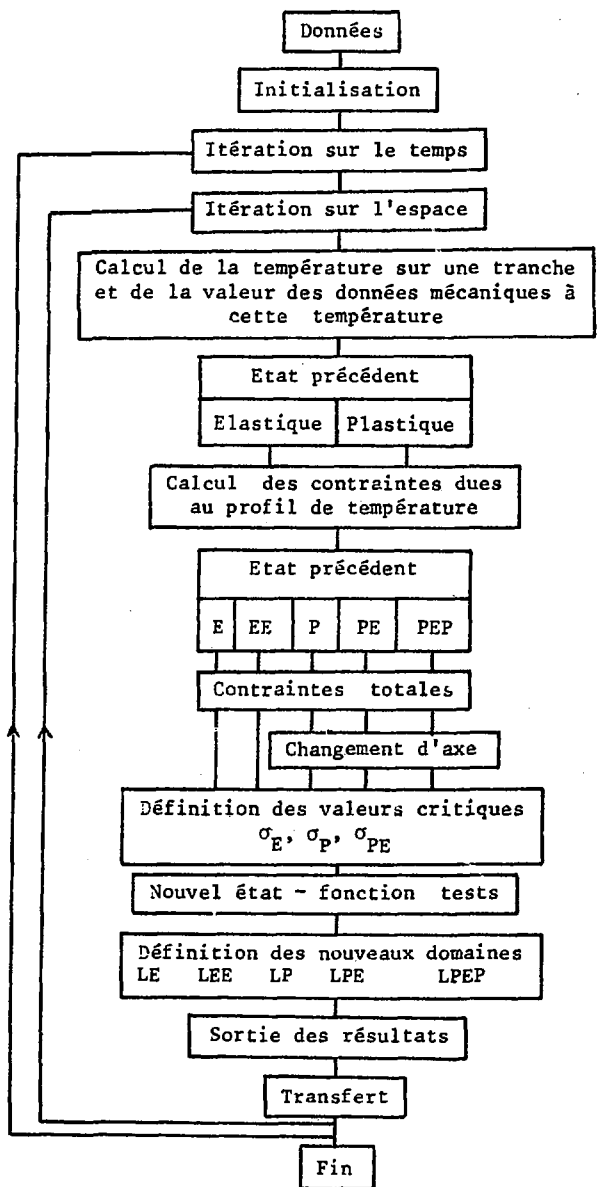 Données
Initialisation
Itération sur le temps
Itération sur l'espace
Calcul de la température sur une tranche
et de la valeur des données mécaniques à
cette température
Etat précédent
Elastique Plastique
Calcul des contraintes dues
au profil de température
Etat précédent
E EE P PE PEP
Contraintes totales
Changement d'axe
Définition des valeurs critiques
σE, σP, σPE
Nouvel état - fonction tests
Définition des nouveaux domaines
LE LEE LP LPE LPEP
Sortie des résultats
Transfert
Fin